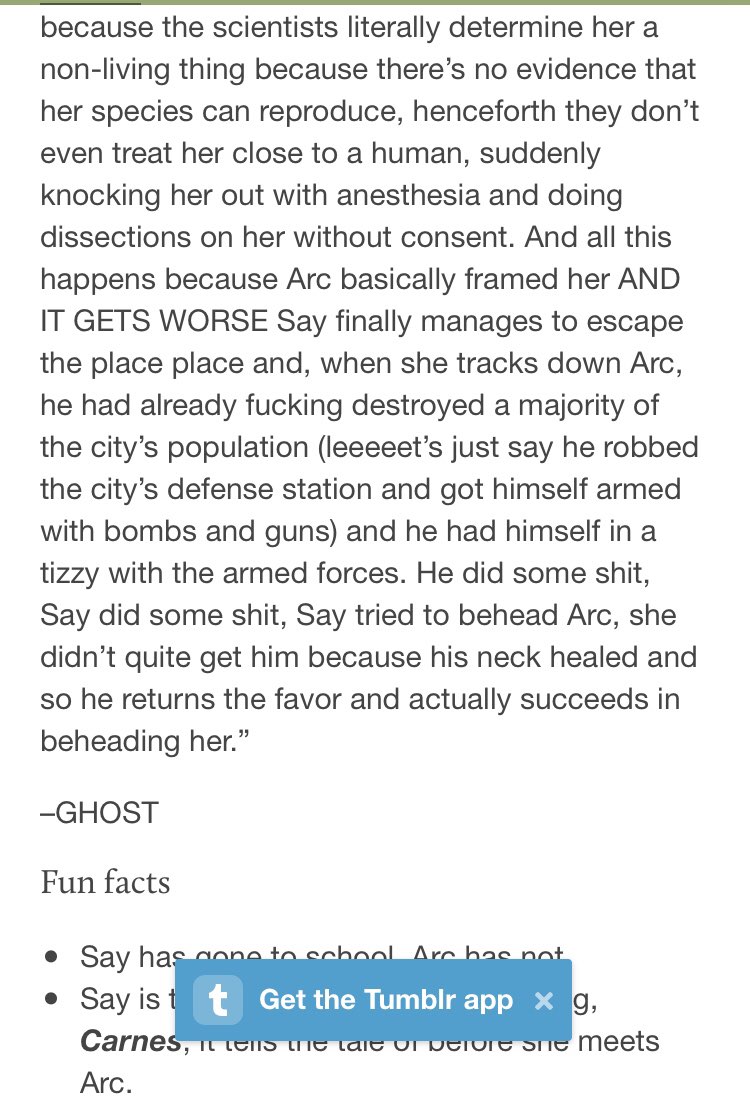 because the scientists literally determine her a
non-living thing because there’s no evidence that
her species can reproduce, henceforth they don’t
even treat her close to a human, suddenly
knocking her out with anesthesia and doing
dissections on her without consent. And all this
happens because Arc basically framed her AND
IT GETS WORSE Say finally manages to escape
the place place and, when she tracks down Arc,
he had already fucking destroyed a majority of
the city’s population (leeeeet’s just say he robbed
the city’s defense station and got himself armed
with bombs and guns) and he had himself in a
tizzy with the armed forces. He did some shit,
Say did some shit, Say tried to behead Arc, she
didn’t quite get him because his neck healed and
so he returns the favor and actually succeeds in
beheading her.”
–GHOST
Fun facts
• Say has gone to school, Arc has not.
• Say is t g,
t Get the Tumblr app ×
Carnes, it tells the tale of before she meets
Arc.